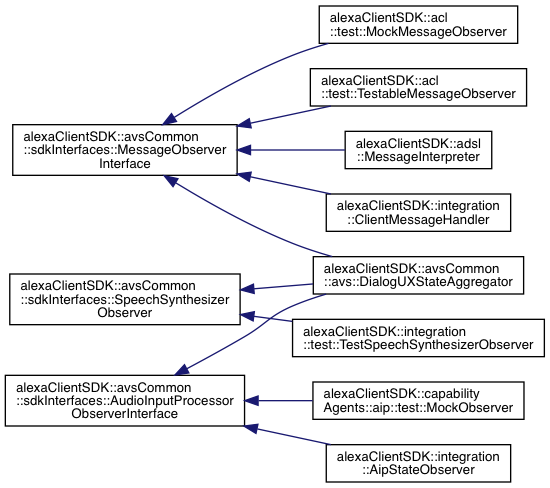 alexaClientSDK::acl
::test::MockMessageObserver
alexaClientSDK::acl
::test::TestableMessageObserver
alexaClientSDK::avsCommon
::sdkInterfaces::MessageObserver
Interface
alexaClientSDK::adsl
::MessageInterpreter
alexaClientSDK::integration
::ClientMessageHandler
alexaClientSDK::avsCommon
::avs::DialogUXStateAggregator
alexaClientSDK::avsCommon
::sdkInterfaces::SpeechSynthesizer
Observer
alexaClientSDK::integration
::test::TestSpeechSynthesizerObserver
alexaClientSDK::avsCommon
::sdkInterfaces::AudioInputProcessor
ObserverInterface
alexaClientSDK::capability
Agents::aip::test::MockObserver
alexaClientSDK::integration
::AipStateObserver